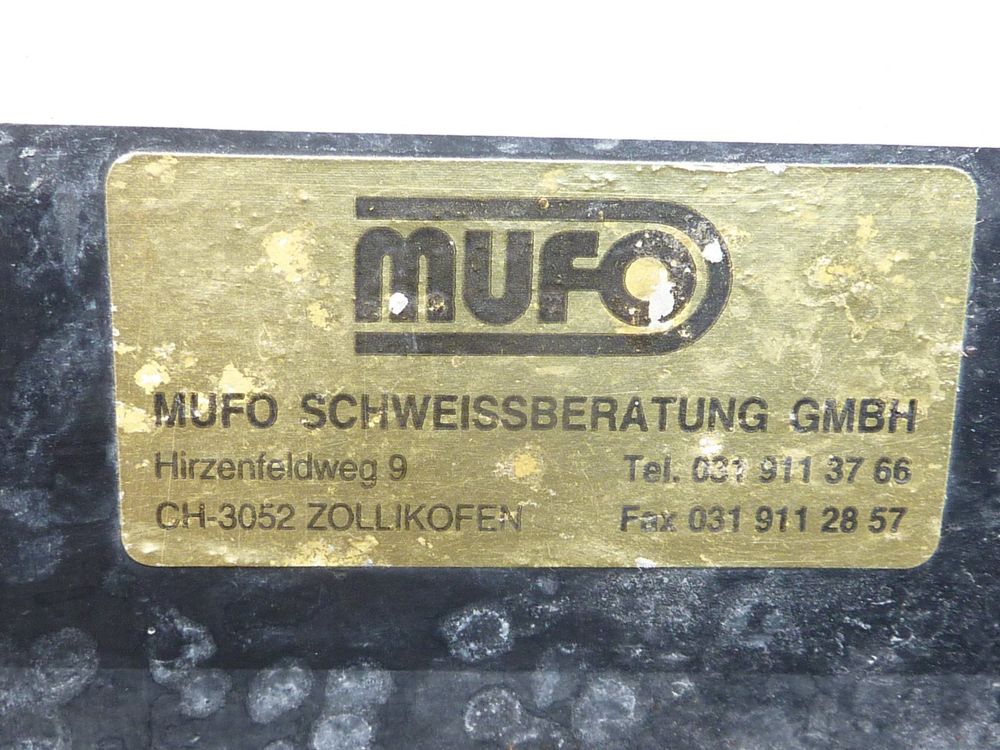 MUFO
MUFO SCHWEISSBERATUNG GMBH
Hirzenfeldweg 9 Tel. 031 911 37 66
CH-3052 ZOLLIKOFEN Fax 031 911 28 57